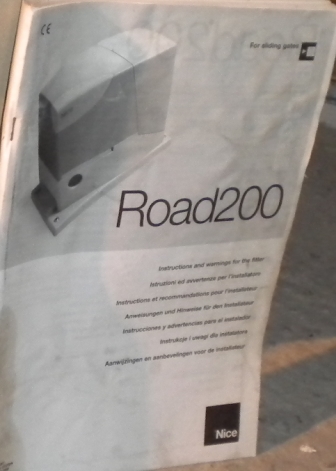 CE
For sliding gates
Road200
Instructions and warnings for the fitter
Istruzioni ed avvertenze per l'installatore
Instructions et recommandations pour l'installateur
Anweisungen und Hinweise für den Installateur
Instrucciones y advertencias para el instalador
Instrukcje i uwagi dla instalatora
Aanwijzingen en aanbevelingen voor de installateur
Nice